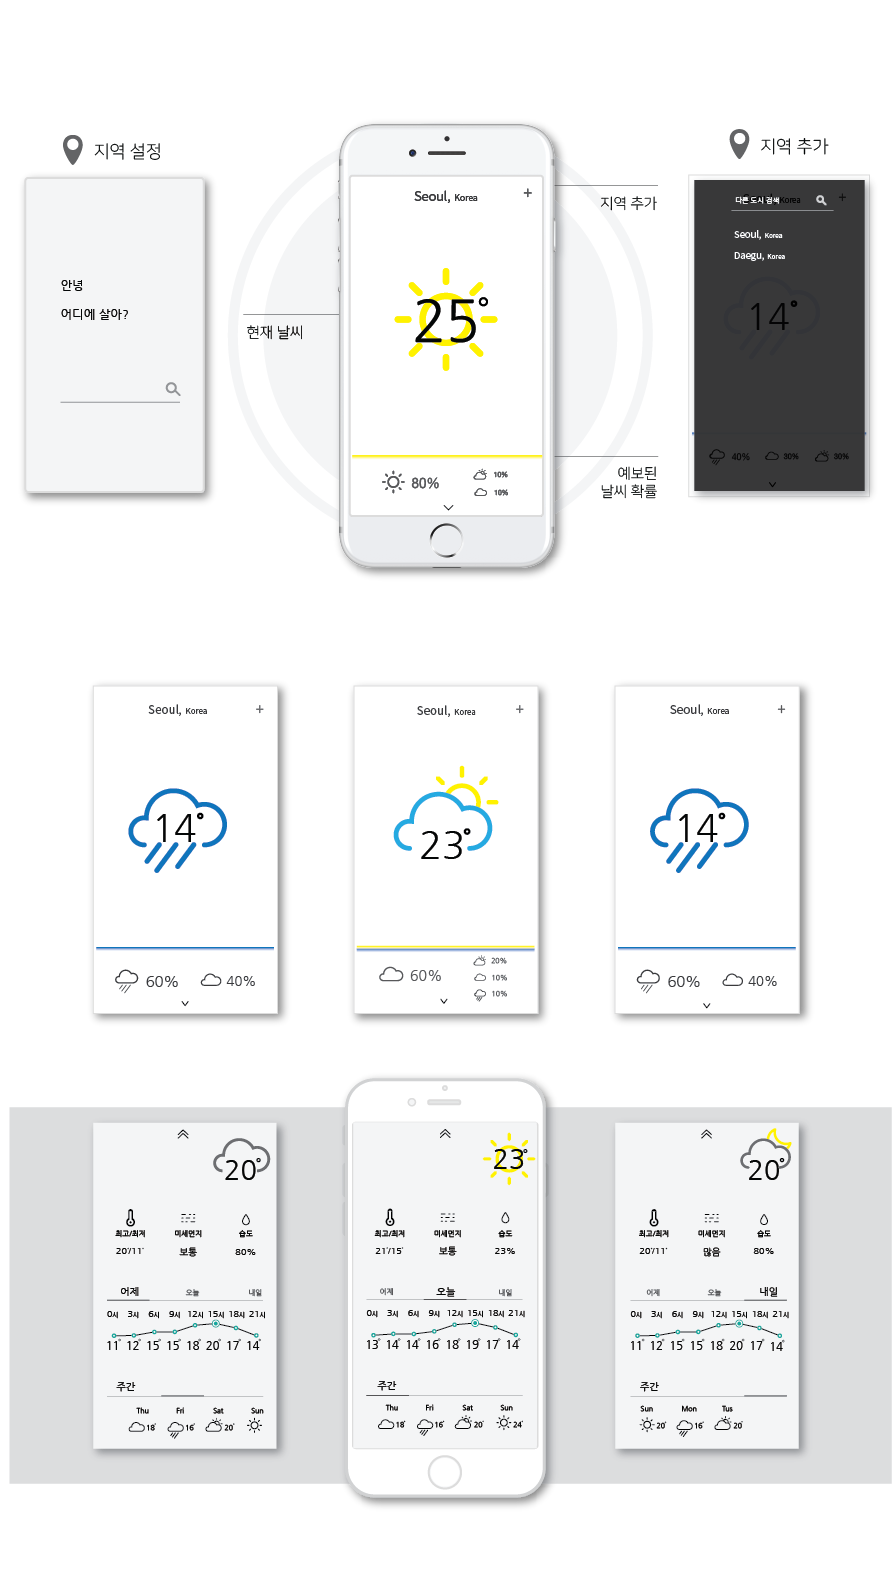 지역 설정
안녕
어디에 살아?
현재 날씨
Seoul, Korea +
25°
80%
10%
10%
지역 추가
예보된
날씨 확률
지역 추가
다른 도시 검색
Seoul, Korea
Daegu, Korea
14°
40% 30% 30%
Seoul, Korea +
14°
60% 40%
Seoul, Korea +
23°
60%
20%
10%
10%
Seoul, Korea +
14°
60% 40%
20°
최고/최저 미세먼지 습도
20°/11° 보통 80%
어제 오늘 내일
0시 3시 6시 9시 12시 15시 18시 21시
11° 12° 15° 15° 18° 20° 17° 14°
주간
Thu Fri Sat Sun
18° 16° 20°
23°
최고/최저 미세먼지 습도
21°/15° 보통 23%
어제 오늘 내일
0시 3시 6시 9시 12시 15시 18시 21시
13° 14° 14° 16° 18° 19° 17° 14°
주간
Thu Fri Sat Sun
18° 16° 20° 24°
20°
최고/최저 미세먼지 습도
20°/11° 많음 80%
어제 오늘 내일
0시 3시 6시 9시 12시 15시 18시 21시
11° 12° 15° 15° 18° 20° 17° 14°
주간
Sun Mon Tus
20° 16° 20°